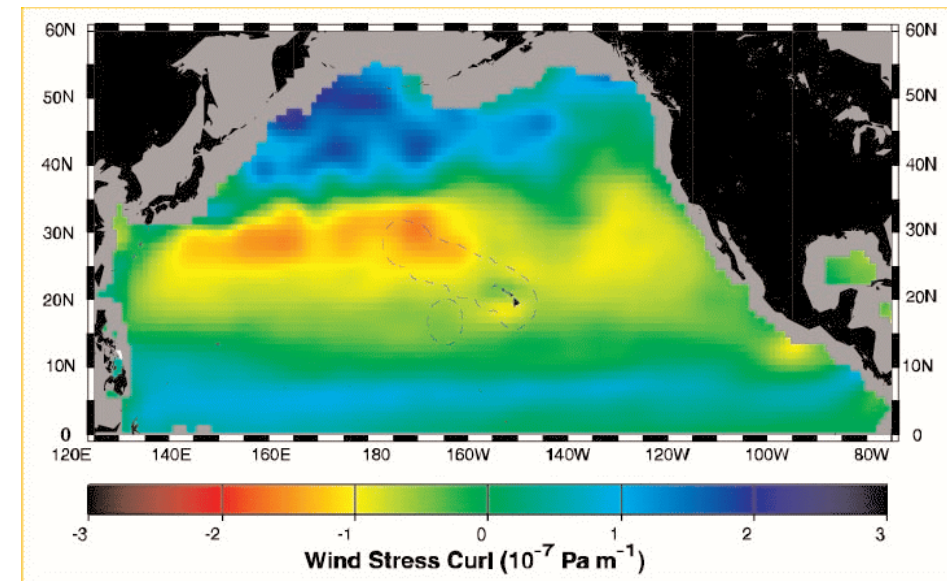 60N 60N
50N 50N
40N 40N
30N 30N
20N 20N
10N 10N
0 0
120E 140E 160E 180 160W 140W 120W 100W 80W
-3 -2 -1 0 1 2 3
Wind Stress Curl (10⁻⁷ Pa m⁻¹)